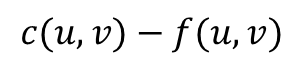 c(u, v) − f(u, v)